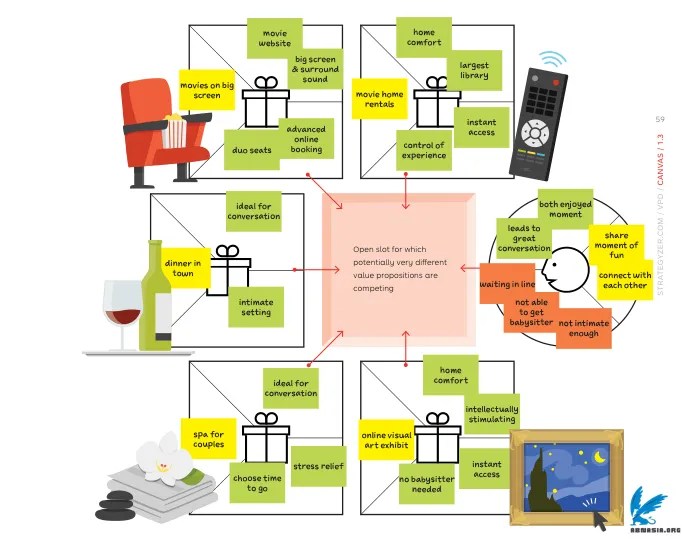 movie
website
big screen
& surround
sound
movies on big
screen
duo seats
advanced
online
booking
home
comfort
largest
library
movie home
rentals
instant
access
control of
experience
59
STRATEGYZER.COM / VPD / CANVAS / 1.3
ideal for
conversation
dinner in
town
intimate
setting
Open slot for which
potentially very different
value propositions are
competing
both enjoyed
moment
leads to
great
conversation
share
moment of
fun
connect with
each other
waiting in line
not able
to get
babysitter
not intimate
enough
ideal for
conversation
spa for
couples
choose time
to go
stress relief
home
comfort
intellectually
stimulating
online visual
art exhibit
instant
access
no babysitter
needed
ABMASIA.ORG